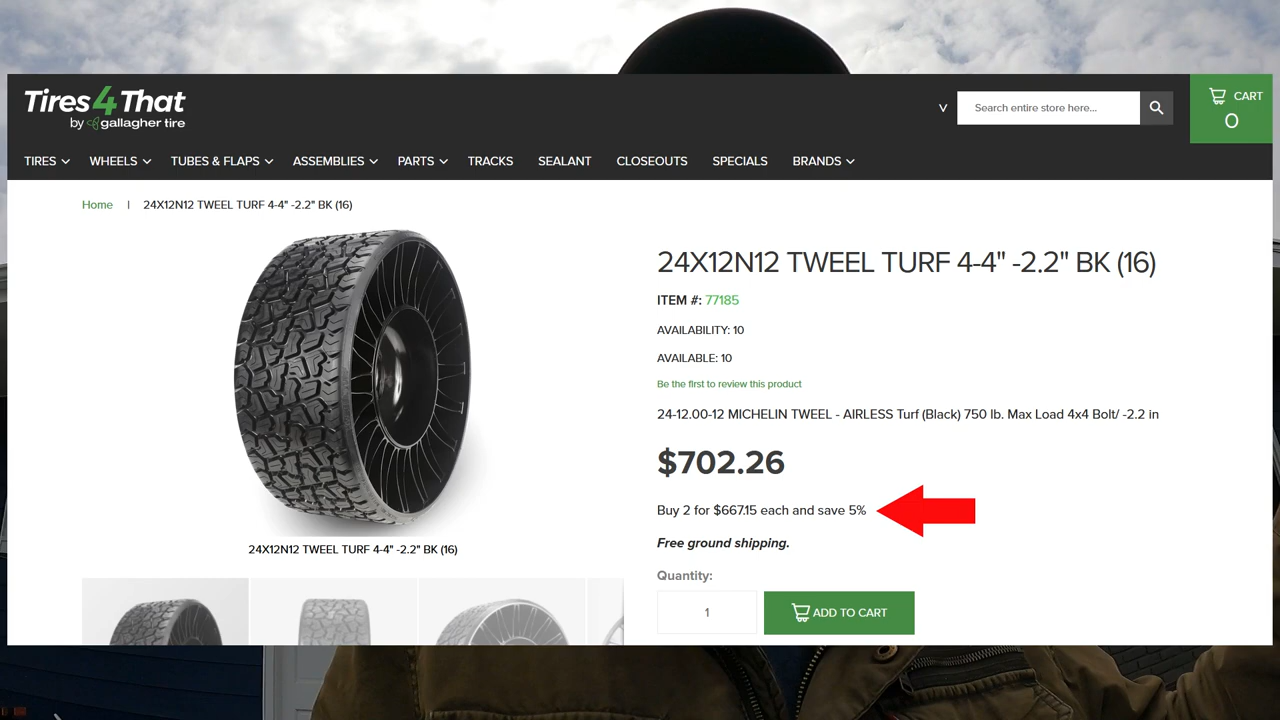 Tires4That
by gallagher tire
V
Search entire store here...
CART
0
TIRES
WHEELS
TUBES & FLAPS
ASSEMBLIES
PARTS
TRACKS
SEALANT
CLOSEOUTS
SPECIALS
BRANDS
Home | 24X12N12 TWEEL TURF 4-4" -2.2" BK (16)
24X12N12 TWEEL TURF 4-4" -2.2" BK (16)
ITEM #: 77185
AVAILABILITY: 10
AVAILABLE: 10
Be the first to review this product
24-12.00-12 MICHELIN TWEEL - AIRLESS Turf (Black) 750 lb. Max Load 4x4 Bolt/ -2.2 in
$702.26
Buy 2 for $667.15 each and save 5%
Free ground shipping.
24X12N12 TWEEL TURF 4-4" -2.2" BK (16)
Quantity:
1
ADD TO CART